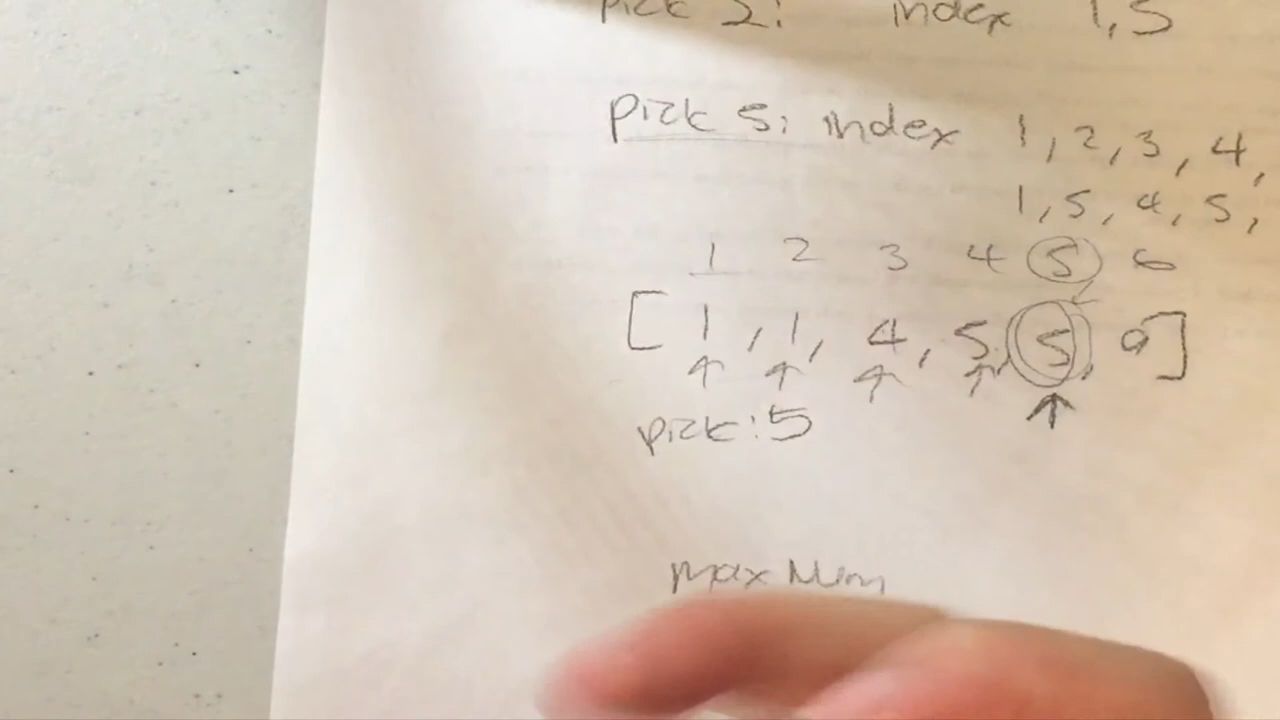 pick 2: index 1,5
pick 5: index 1, 2, 3, 4,
1, 5, 4, 5,
1 2 3 4 5 6
[ 1 , 1, 4, 5, 5, 9]
pick: 5
max Num